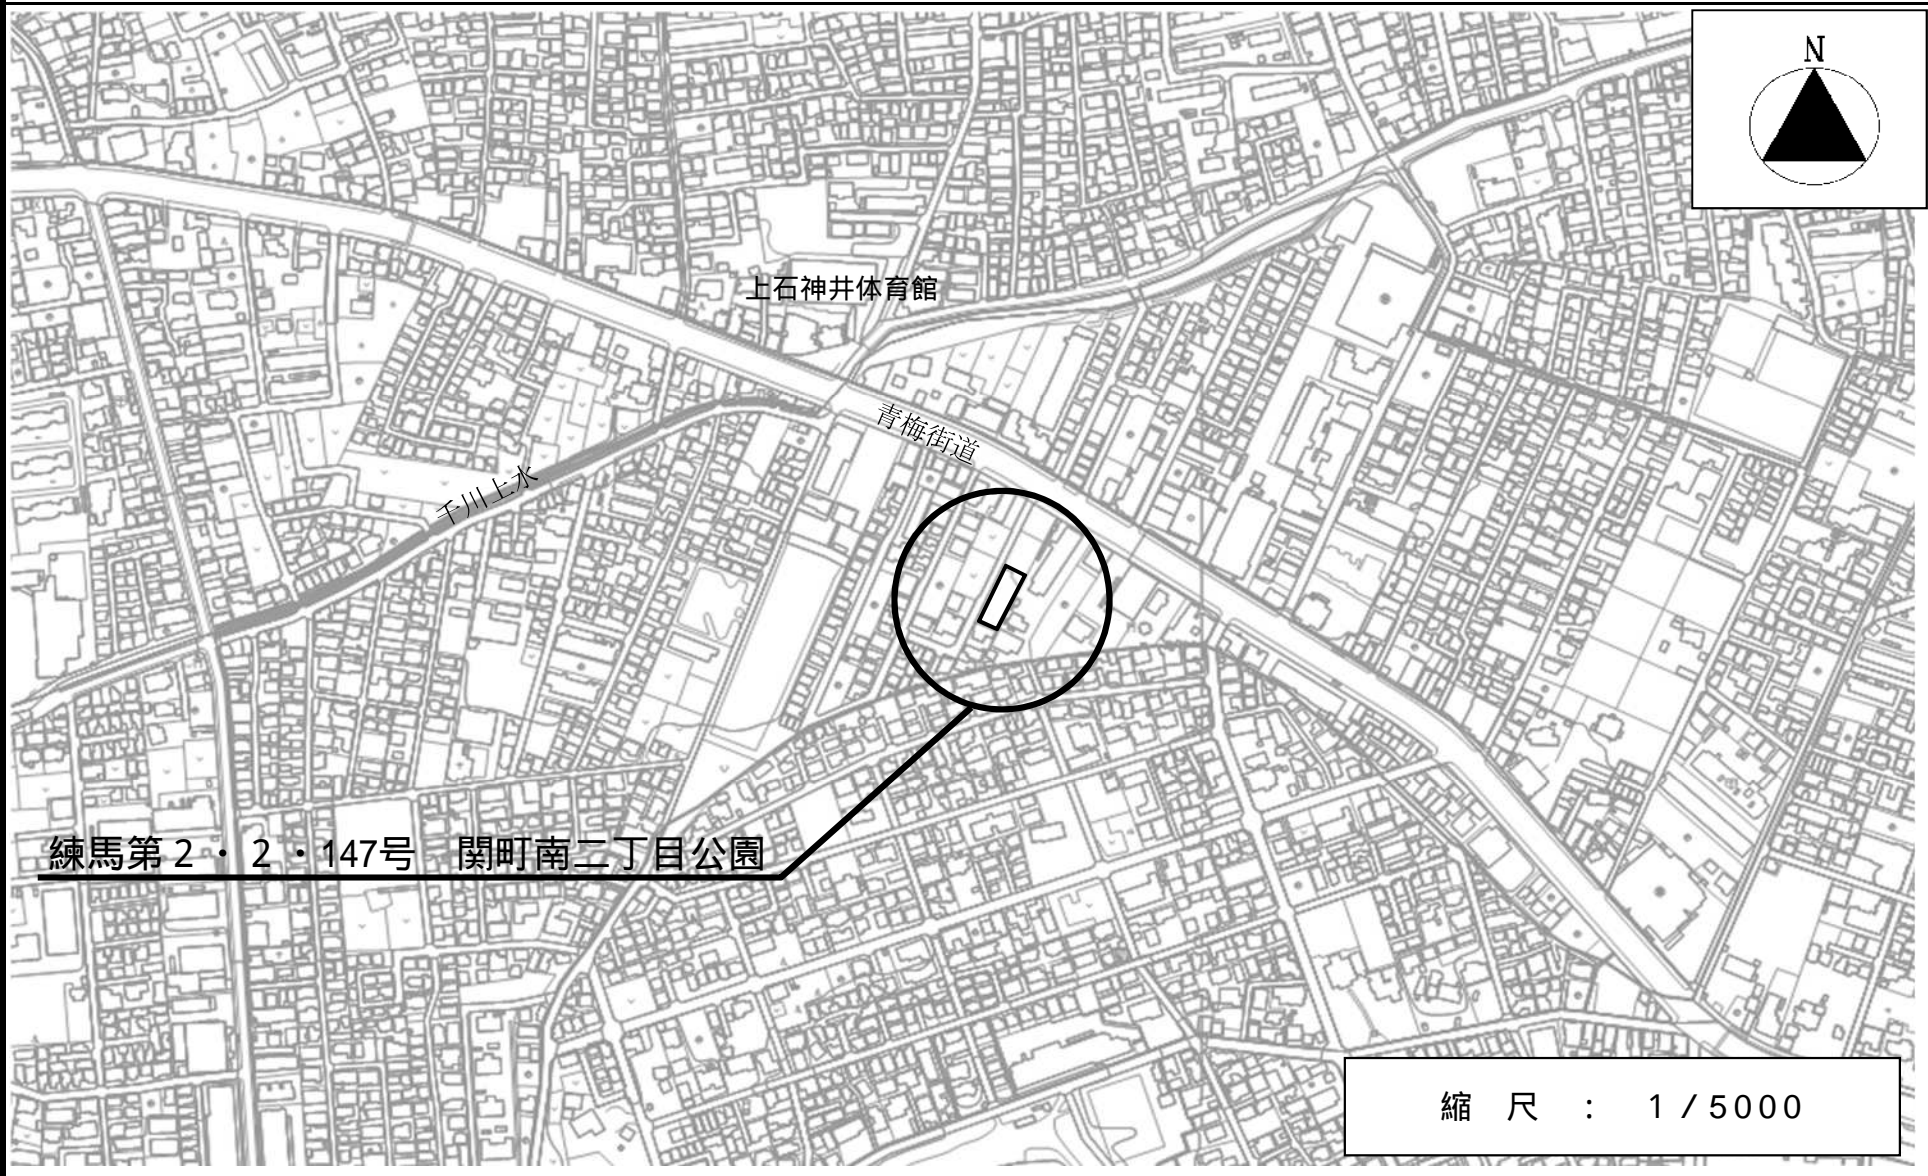 N
上石神井体育館
青梅街道
千川上水
練馬第２・２・147号　関町南二丁目公園
縮　尺　：　１/５０００